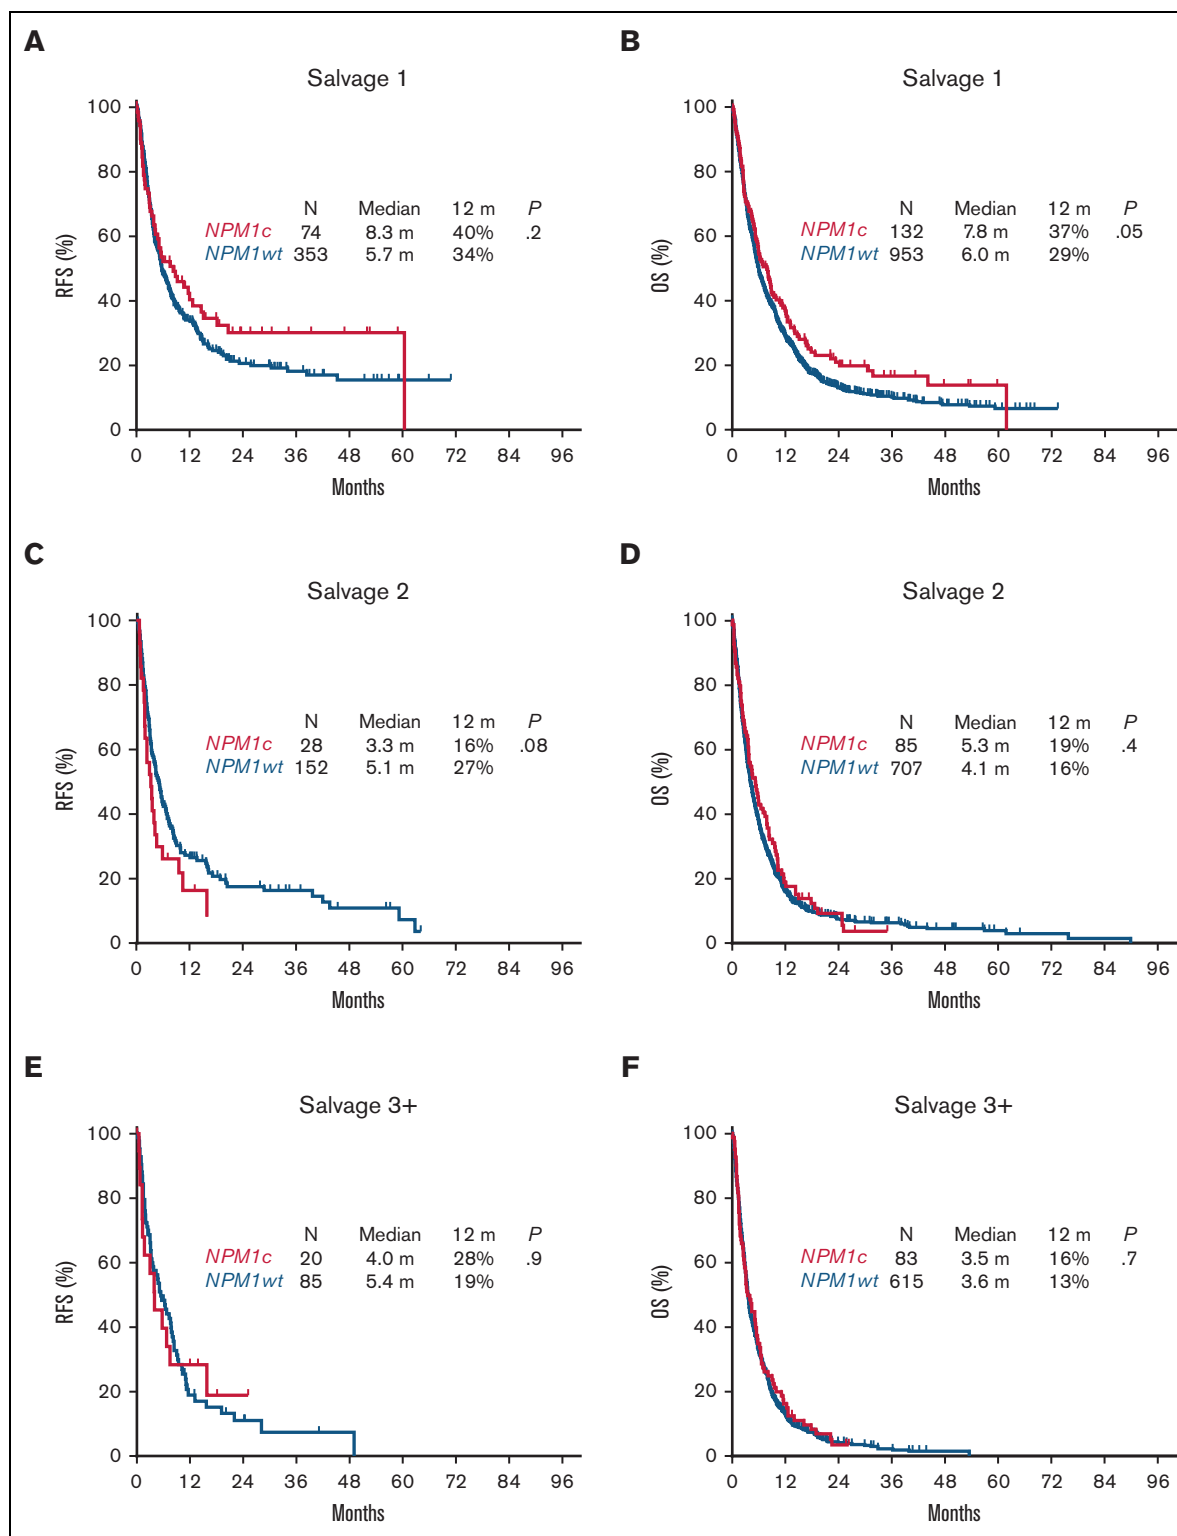 A
Salvage 1
RFS (%)
100
80
60
40
20
0
N Median 12 m P
NPM1c 74 8.3 m 40% .2
NPM1wt 353 5.7 m 34%
0 12 24 36 48 60 72 84 96
Months
B
Salvage 1
OS (%)
100
80
60
40
20
0
N Median 12 m P
NPM1c 132 7.8 m 37% .05
NPM1wt 953 6.0 m 29%
0 12 24 36 48 60 72 84 96
Months
C
Salvage 2
RFS (%)
100
80
60
40
20
0
N Median 12 m P
NPM1c 28 3.3 m 16% .08
NPM1wt 152 5.1 m 27%
0 12 24 36 48 60 72 84 96
Months
D
Salvage 2
OS (%)
100
80
60
40
20
0
N Median 12 m P
NPM1c 85 5.3 m 19% .4
NPM1wt 707 4.1 m 16%
0 12 24 36 48 60 72 84 96
Months
E
Salvage 3+
RFS (%)
100
80
60
40
20
0
N Median 12 m P
NPM1c 20 4.0 m 28% .9
NPM1wt 85 5.4 m 19%
0 12 24 36 48 60 72 84 96
Months
F
Salvage 3+
OS (%)
100
80
60
40
20
0
N Median 12 m P
NPM1c 83 3.5 m 16% .7
NPM1wt 615 3.6 m 13%
0 12 24 36 48 60 72 84 96
Months